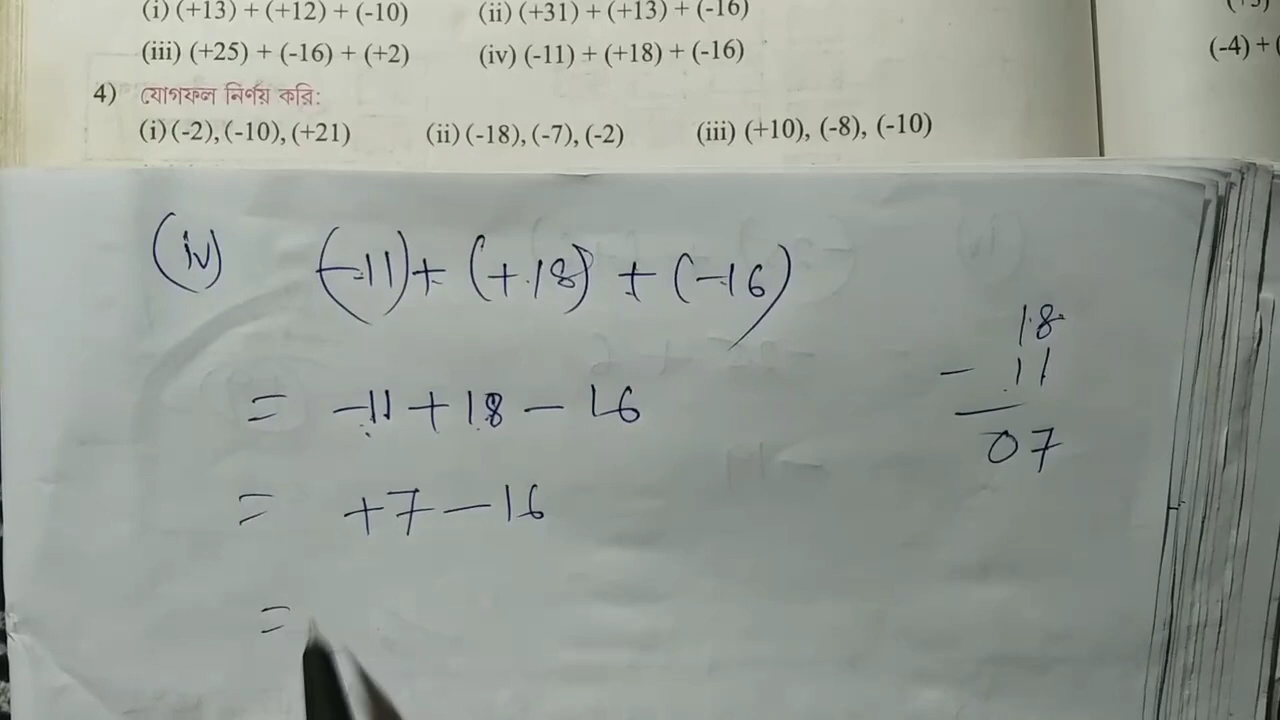 (i) (+13) + (+12) + (-10) (ii) (+31) + (+13) + (-16)
(iii) (+25) + (-16) + (+2) (iv) (-11) + (+18) + (-16)
(-4) +
4) যোগফল নির্ণয় করি:
(i) (-2), (-10), (+21) (ii) (-18), (-7), (-2) (iii) (+10), (-8), (-10)
(iv) (-11) + (+18) + (-16)
= -11 + 18 - 16
= +7 - 16
=
18
- 11
07